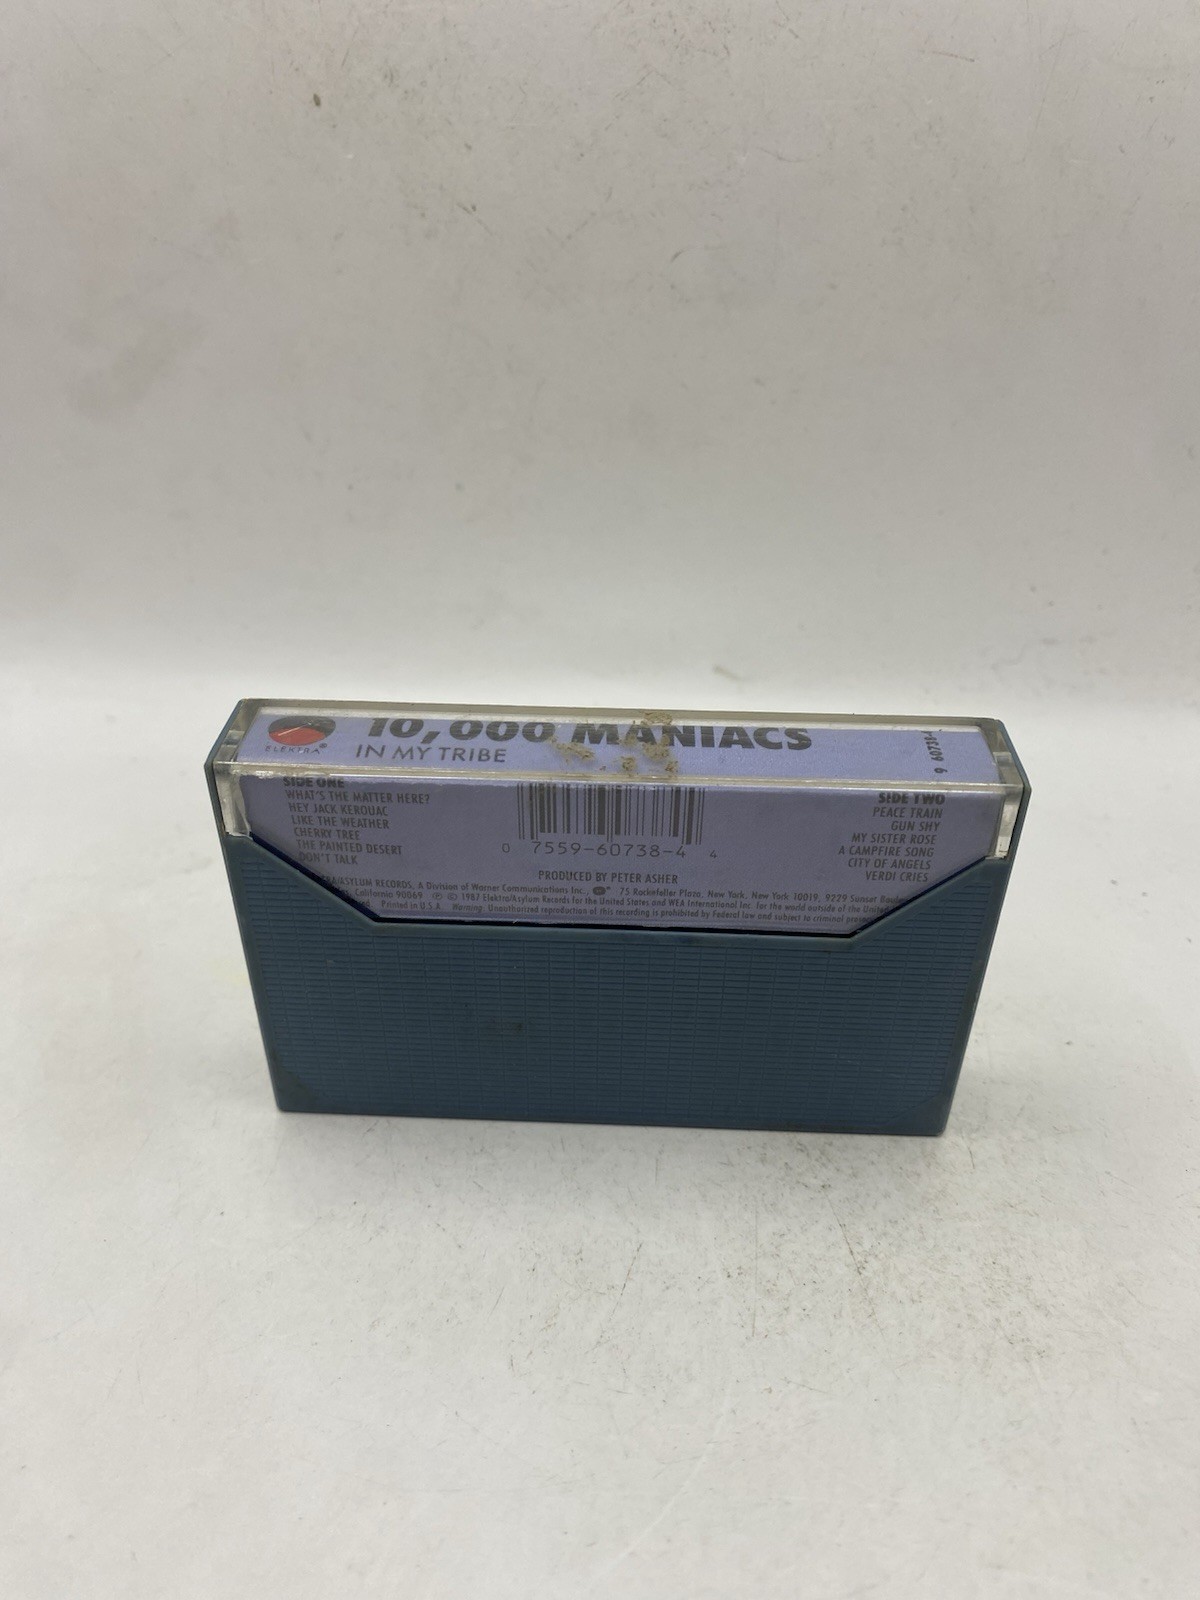 ELEKTRA®
10,000 MANIACS
IN MY TRIBE
9 60738-4
SIDE ONE
WHAT'S THE MATTER HERE?
HEY JACK KEROUAC
LIKE THE WEATHER
CHERRY TREE
THE PAINTED DESERT
DON'T TALK
0 7559-60738-4 4
PRODUCED BY PETER ASHER
SIDE TWO
PEACE TRAIN
GUN SHY
MY SISTER ROSE
A CAMPFIRE SONG
CITY OF ANGELS
VERDI CRIES
RA/ASYLUM RECORDS, A Division of Warner Communications Inc., 75 Rockefeller Plaza, New York, New York 10019, 9229 Sunset
California 90069 ℗ © 1987 Elektra/Asylum Records for the United States and WEA International Inc. for the world outside of the
Printed in U.S.A. Warning: Unauthorized reproduction of this recording is prohibited by Federal law and subject to criminal